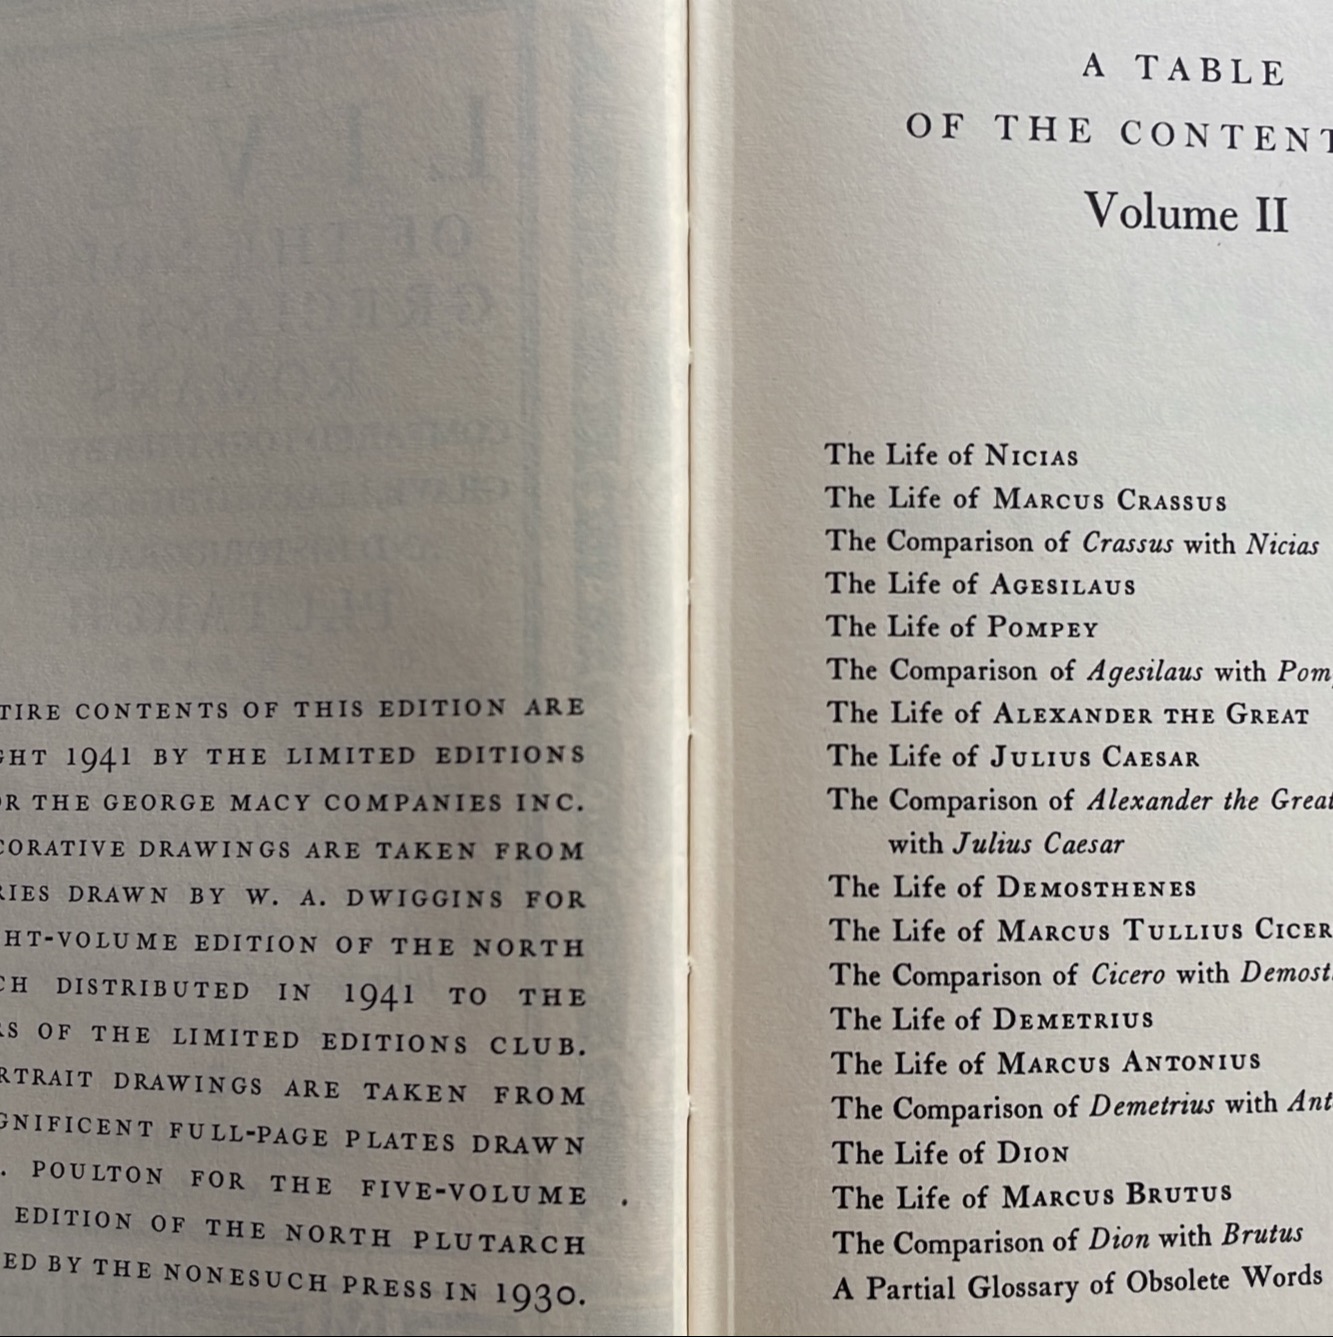 TIRE CONTENTS OF THIS EDITION ARE
GHT 1941 BY THE LIMITED EDITIONS
OR THE GEORGE MACY COMPANIES INC.
CORATIVE DRAWINGS ARE TAKEN FROM
RIES DRAWN BY W. A. DWIGGINS FOR
HT-VOLUME EDITION OF THE NORTH
CH DISTRIBUTED IN 1941 TO THE
RS OF THE LIMITED EDITIONS CLUB.
RTRAIT DRAWINGS ARE TAKEN FROM
GNIFICENT FULL-PAGE PLATES DRAWN
. POULTON FOR THE FIVE-VOLUME
EDITION OF THE NORTH PLUTARCH
ED BY THE NONESUCH PRESS IN 1930.
A TABLE
OF THE CONTENT
Volume II
The Life of NICIAS
The Life of MARCUS CRASSUS
The Comparison of Crassus with Nicias
The Life of AGESILAUS
The Life of POMPEY
The Comparison of Agesilaus with Pom
The Life of ALEXANDER THE GREAT
The Life of JULIUS CAESAR
The Comparison of Alexander the Great
with Julius Caesar
The Life of DEMOSTHENES
The Life of MARCUS TULLIUS CICER
The Comparison of Cicero with Demost
The Life of DEMETRIUS
The Life of MARCUS ANTONIUS
The Comparison of Demetrius with Ant
The Life of DION
The Life of MARCUS BRUTUS
The Comparison of Dion with Brutus
A Partial Glossary of Obsolete Words